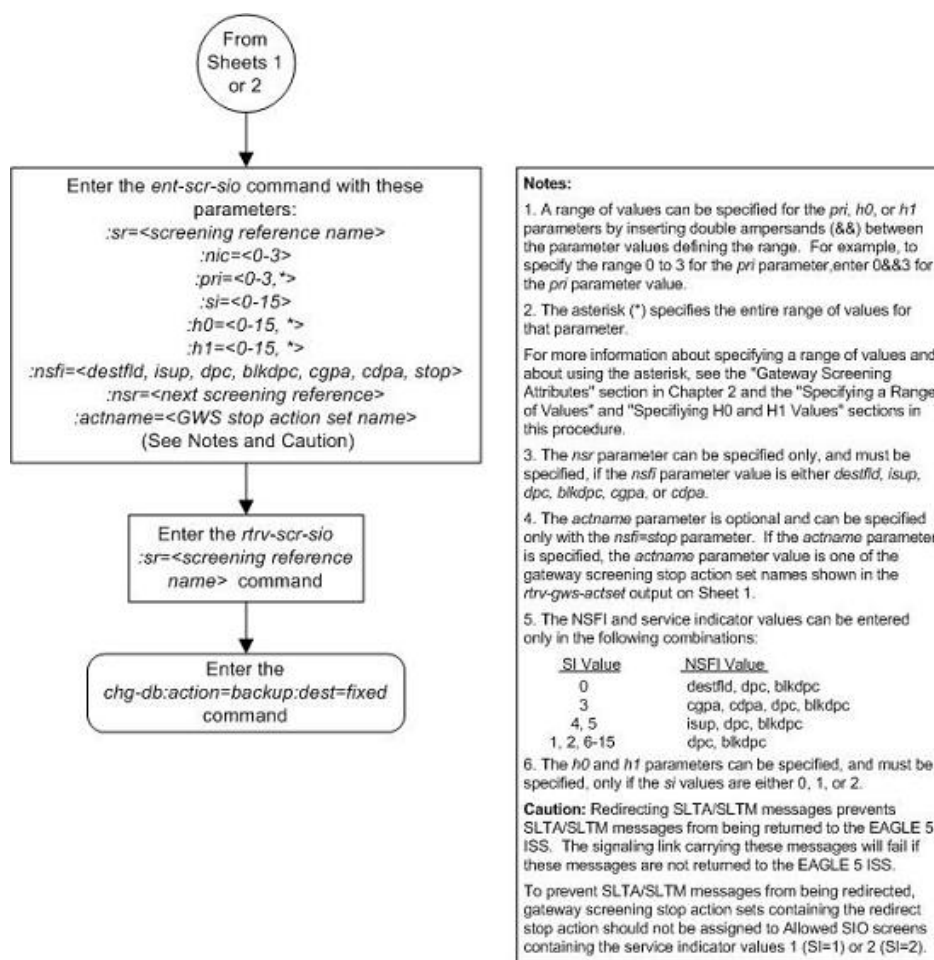 From
Sheets 1
or 2
Enter the ent-scr-sio command with these
parameters:
:sr=<screening reference name>
:nic=<0-3>
:pri=<0-3,*>
:si=<0-15>
:h0=<0-15, *>
:h1=<0-15, *>
:nsfi=<destfld, isup, dpc, blkdpc, cgpa, cdpa, stop>
:nsr=<next screening reference>
:actname=<GWS stop action set name>
(See Notes and Caution)
Enter the rtrv-scr-sio
:sr=<screening reference
name> command
Enter the
chg-db:action=backup:dest=fixed
command
Notes:
1. A range of values can be specified for the pri, h0, or h1
parameters by inserting double ampersands (&&) between
the parameter values defining the range. For example, to
specify the range 0 to 3 for the pri parameter,enter 0&&3 for
the pri parameter value.
2. The asterisk (*) specifies the entire range of values for
that parameter.
For more information about specifying a range of values and
about using the asterisk, see the "Gateway Screening
Attributes" section in Chapter 2 and the "Specifying a Range
of Values" and "Specifiying H0 and H1 Values" sections in
this procedure.
3. The nsr parameter can be specified only, and must be
specified, if the nsfi parameter value is either destfld, isup,
dpc, blkdpc, cgpa, or cdpa.
4. The actname parameter is optional and can be specified
only with the nsfi=stop parameter. If the actname parameter
is specified, the actname parameter value is one of the
gateway screening stop action set names shown in the
rtrv-gws-actset output on Sheet 1.
5. The NSFI and service indicator values can be entered
only in the following combinations:
SI Value NSFI Value
0 destfld, dpc, blkdpc
3 cgpa, cdpa, dpc, blkdpc
4, 5 isup, dpc, blkdpc
1, 2, 6-15 dpc, blkdpc
6. The h0 and h1 parameters can be specified, and must be
specified, only if the si values are either 0, 1, or 2.
Caution: Redirecting SLTA/SLTM messages prevents
SLTA/SLTM messages from being returned to the EAGLE 5
ISS. The signaling link carrying these messages will fail if
these messages are not returned to the EAGLE 5 ISS.
To prevent SLTA/SLTM messages from being redirected,
gateway screening stop action sets containing the redirect
stop action should not be assigned to Allowed SIO screens
containing the service indicator values 1 (SI=1) or 2 (SI=2).